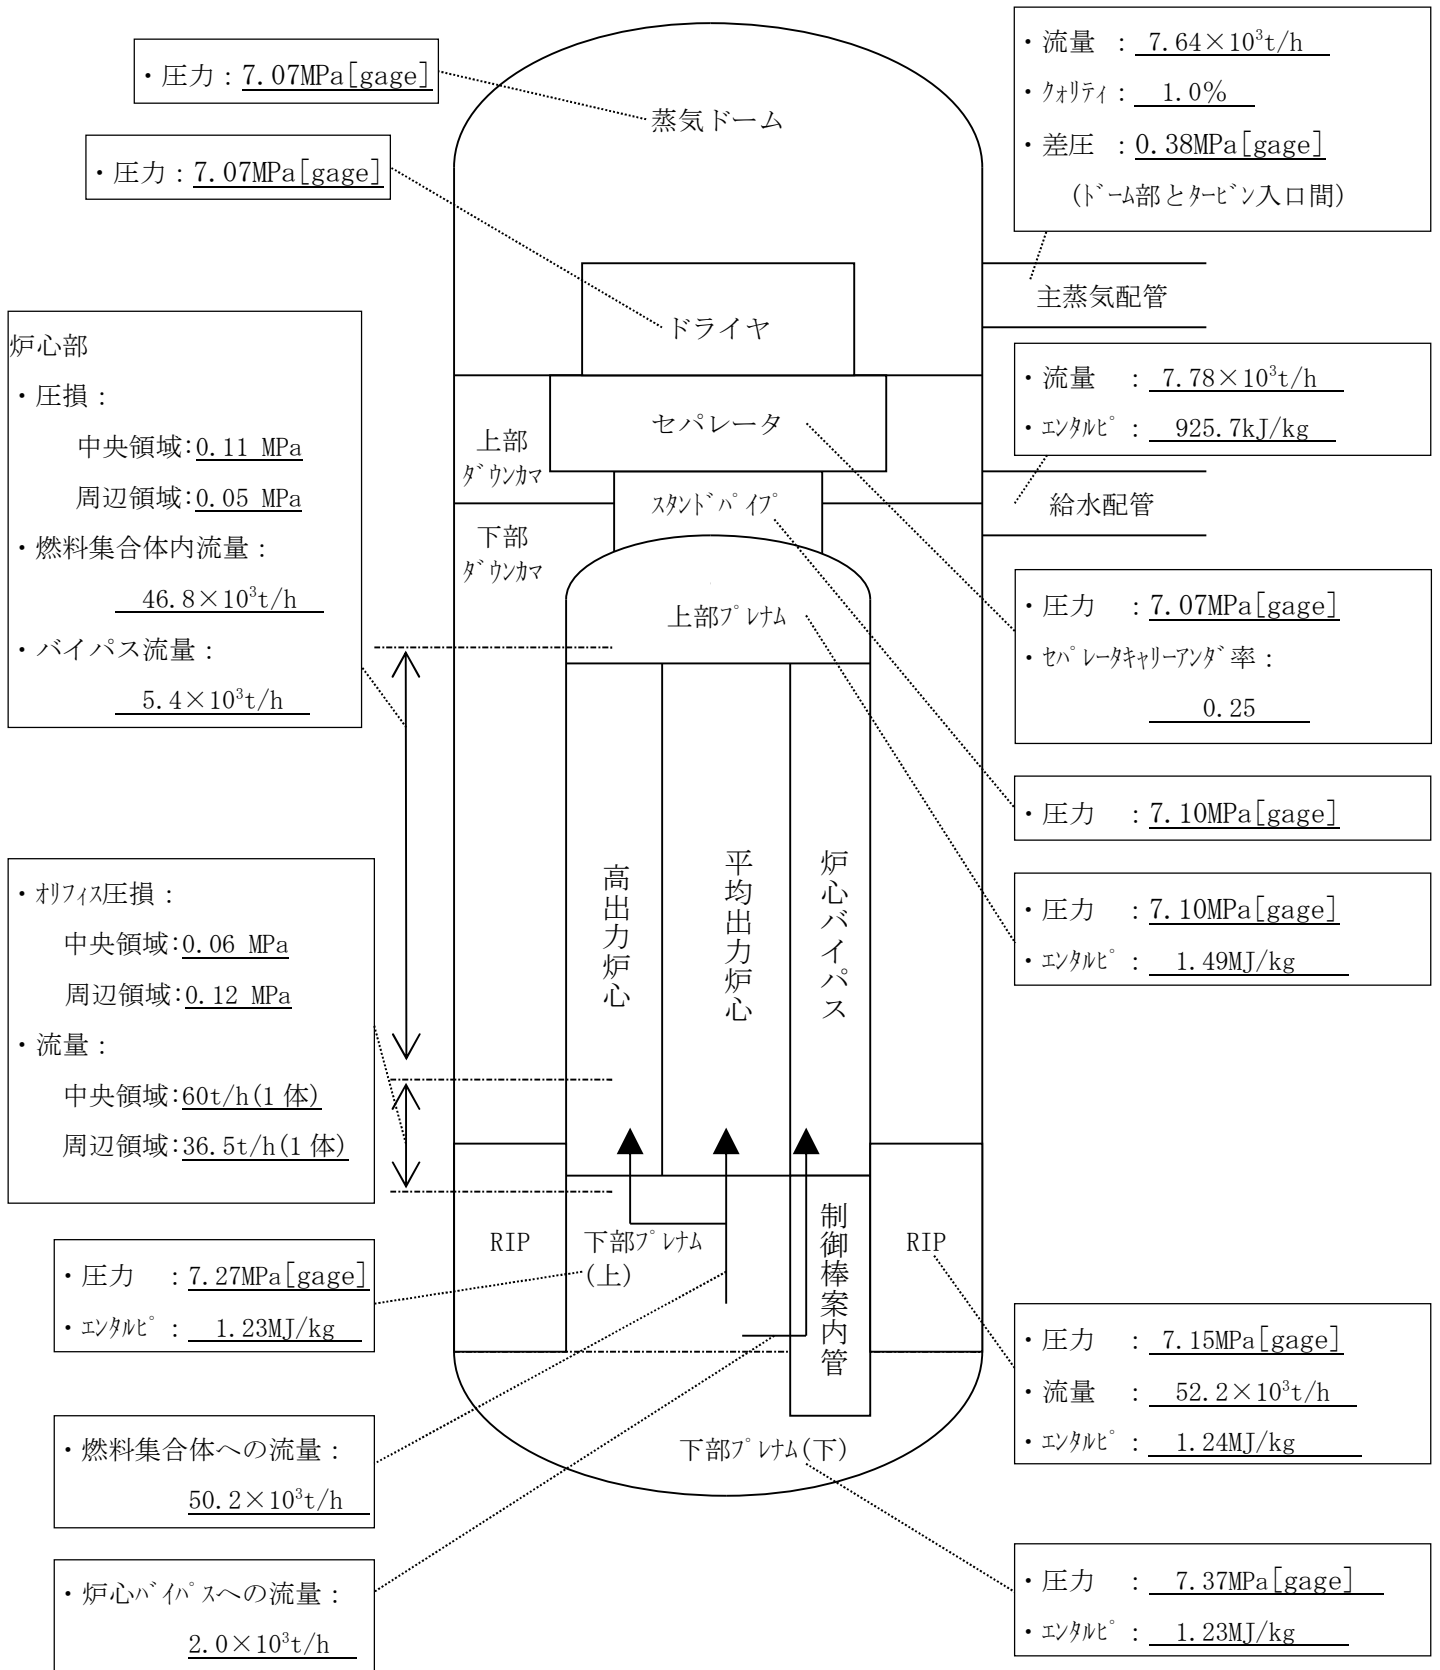 ・圧力：7.07MPa[gage]
・圧力：7.07MPa[gage]
蒸気ドーム
ドライヤ
セパレータ
上部
ダウンカマ
スタンドパイプ
下部
ダウンカマ
上部プレナム
高出力炉心
平均出力炉心
炉心バイパス
RIP
下部プレナム
(上)
制御棒案内管
RIP
下部プレナム(下)
主蒸気配管
給水配管
炉心部
・圧損：
中央領域:0.11 MPa
周辺領域:0.05 MPa
・燃料集合体内流量：
46.8×10³t/h
・バイパス流量：
5.4×10³t/h
・オリフィス圧損：
中央領域:0.06 MPa
周辺領域:0.12 MPa
・流量：
中央領域:60t/h(1 体)
周辺領域:36.5t/h(1 体)
・圧力 ：7.27MPa[gage]
・エンタルピ ： 1.23MJ/kg
・燃料集合体への流量：
50.2×10³t/h
・炉心バイパスへの流量：
2.0×10³t/h
・流量 ： 7.64×10³t/h
・クォリティ： 1.0%
・差圧 ：0.38MPa[gage]
(ドーム部とタービン入口間)
・流量 ： 7.78×10³t/h
・エンタルピ ： 925.7kJ/kg
・圧力 ：7.07MPa[gage]
・セパレータキャリーアンダ率：
0.25
・圧力 ：7.10MPa[gage]
・圧力 ：7.10MPa[gage]
・エンタルピ ： 1.49MJ/kg
・圧力 ： 7.15MPa[gage]
・流量 ： 52.2×10³t/h
・エンタルピ ： 1.24MJ/kg
・圧力 ： 7.37MPa[gage]
・エンタルピ ： 1.23MJ/kg